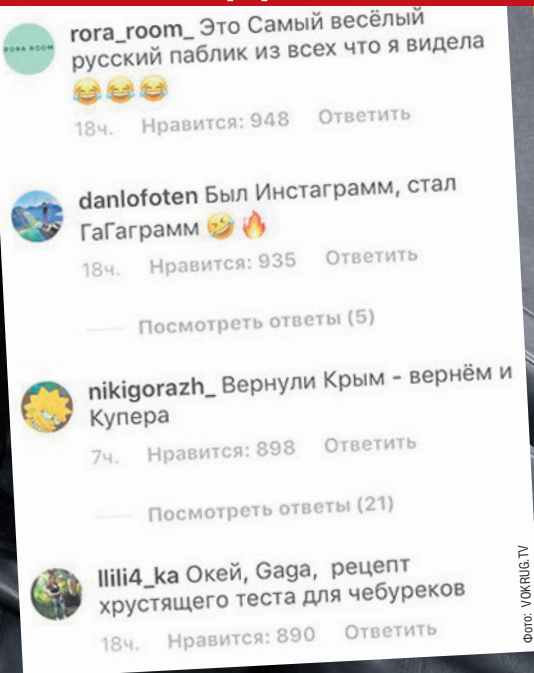 RORA ROOM
rora_room_ Это Самый весёлый
русский паблик из всех что я видела
😂😂😂
18ч. Нравится: 948 Ответить
danlofoten Был Инстаграмм, стал
ГаГаграмм 🤣🔥
18ч. Нравится: 935 Ответить
Посмотреть ответы (5)
nikigorazh_ Вернули Крым - вернём и
Купера
7ч. Нравится: 898 Ответить
Посмотреть ответы (21)
llili4_ka Окей, Gaga, рецепт
хрустящего теста для чебуреков
18ч. Нравится: 890 Ответить
Фото: VOKRUG.TV